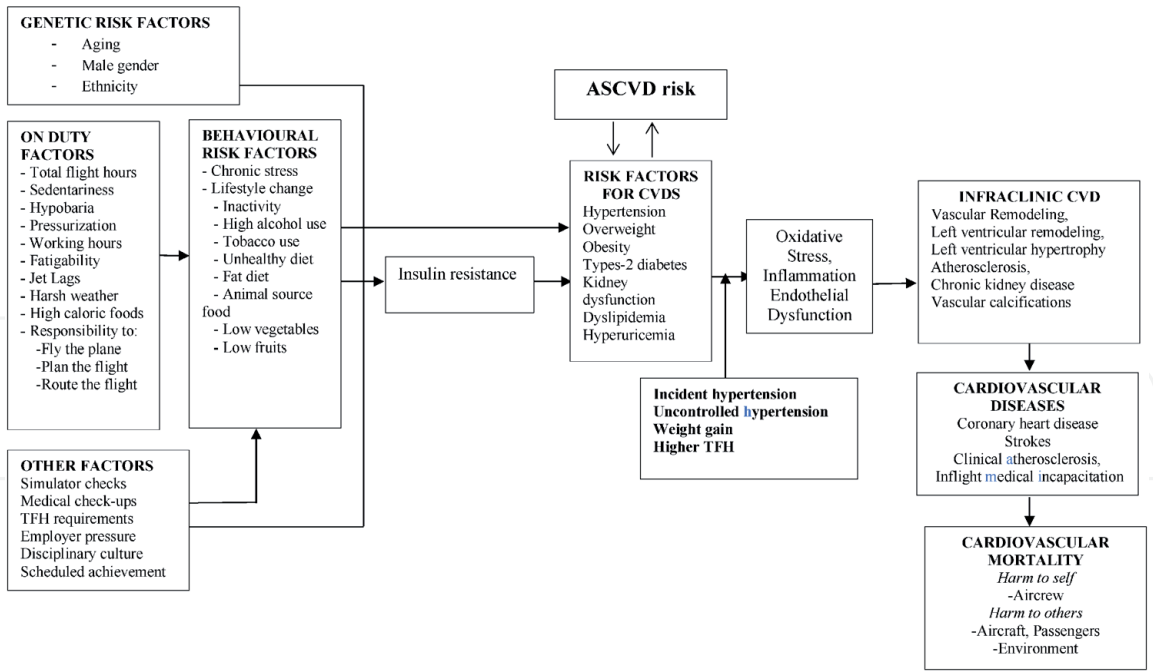 GENETIC RISK FACTORS
- Aging
- Male gender
- Ethnicity
ON DUTY
FACTORS
- Total flight hours
- Sedentariness
- Hypobaria
- Pressurization
- Working hours
- Fatigability
- Jet Lags
- Harsh weather
- High caloric foods
- Responsibility to:
-Fly the plane
-Plan the flight
-Route the flight
BEHAVIOURAL
RISK FACTORS
- Chronic stress
- Lifestyle change
- Inactivity
- High alcohol use
- Tobacco use
- Unhealthy diet
- Fat diet
- Animal source
food
- Low vegetables
- Low fruits
OTHER FACTORS
Simulator checks
Medical check-ups
TFH requirements
Employer pressure
Disciplinary culture
Scheduled achievement
Insulin resistance
ASCVD risk
RISK FACTORS
FOR CVDS
Hypertension
Overweight
Obesity
Types-2 diabetes
Kidney
dysfunction
Dyslipidemia
Hyperuricemia
Incident hypertension
Uncontrolled hypertension
Weight gain
Higher TFH
Oxidative
Stress,
Inflammation
Endothelial
Dysfunction
INFRACLINIC CVD
Vascular Remodeling,
Left ventricular remodeling,
Left ventricular hypertrophy
Atherosclerosis,
Chronic kidney disease
Vascular calcifications
CARDIOVASCULAR
DISEASES
Coronary heart disease
Strokes
Clinical atherosclerosis,
Inflight medical incapacitation
CARDIOVASCULAR
MORTALITY
Harm to self
-Aircrew
Harm to others
-Aircraft, Passengers
-Environment